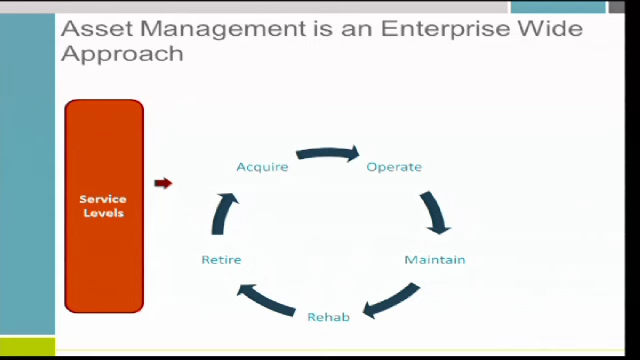 Asset Management is an Enterprise Wide
Approach
Acquire
Operate
Service
Levels
Retire
Maintain
Rehab